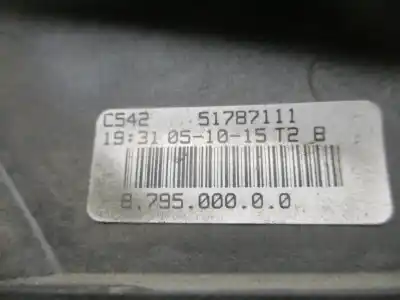 C542 51787111
19:31 05-10-15 T2 B
8.795.000.0.0